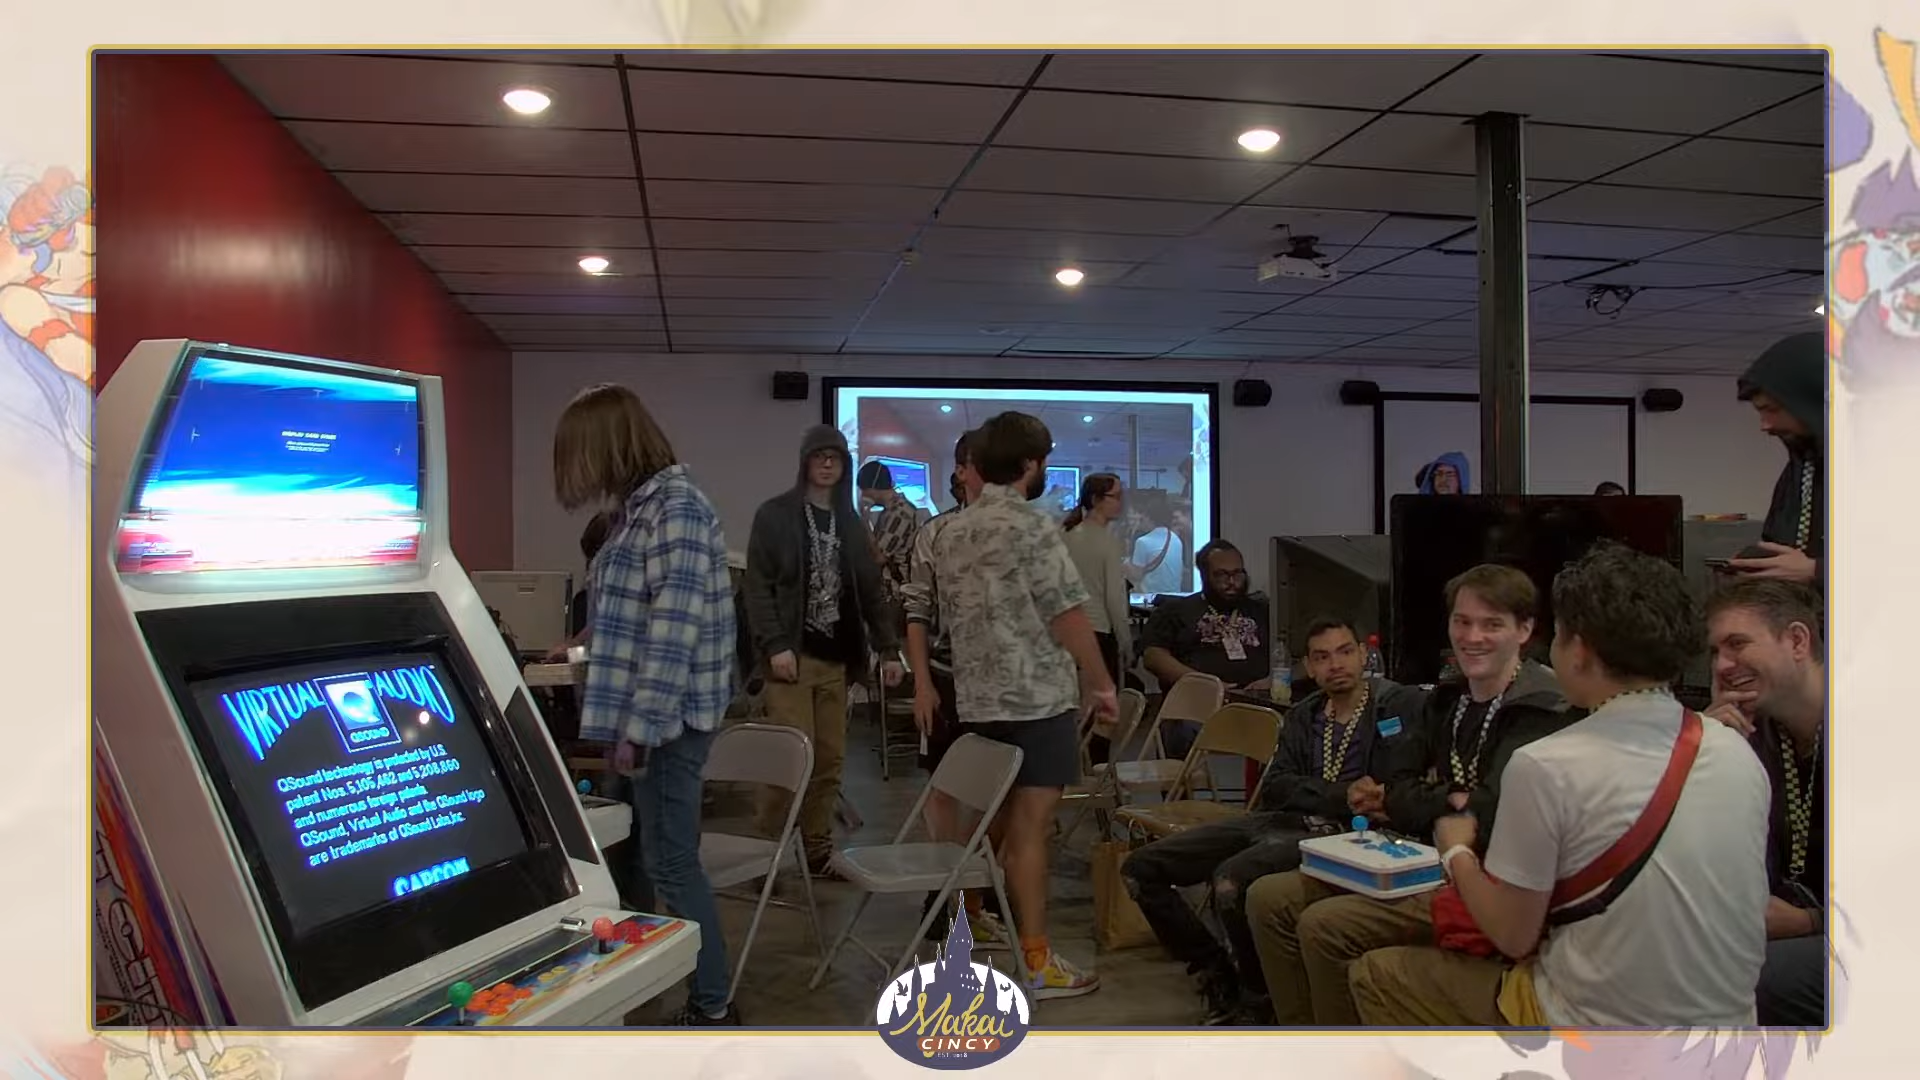 VIRTUAL AUDIO
QSOUND
QSound technology is protected by U.S.
patent Nos. 5,105,462 and 5,208,860
and numerous foreign patents.
QSound, Virtual Audio and the QSound logo
are trademarks of QSound Labs, Inc.
CAPCOM
Makai
CINCY